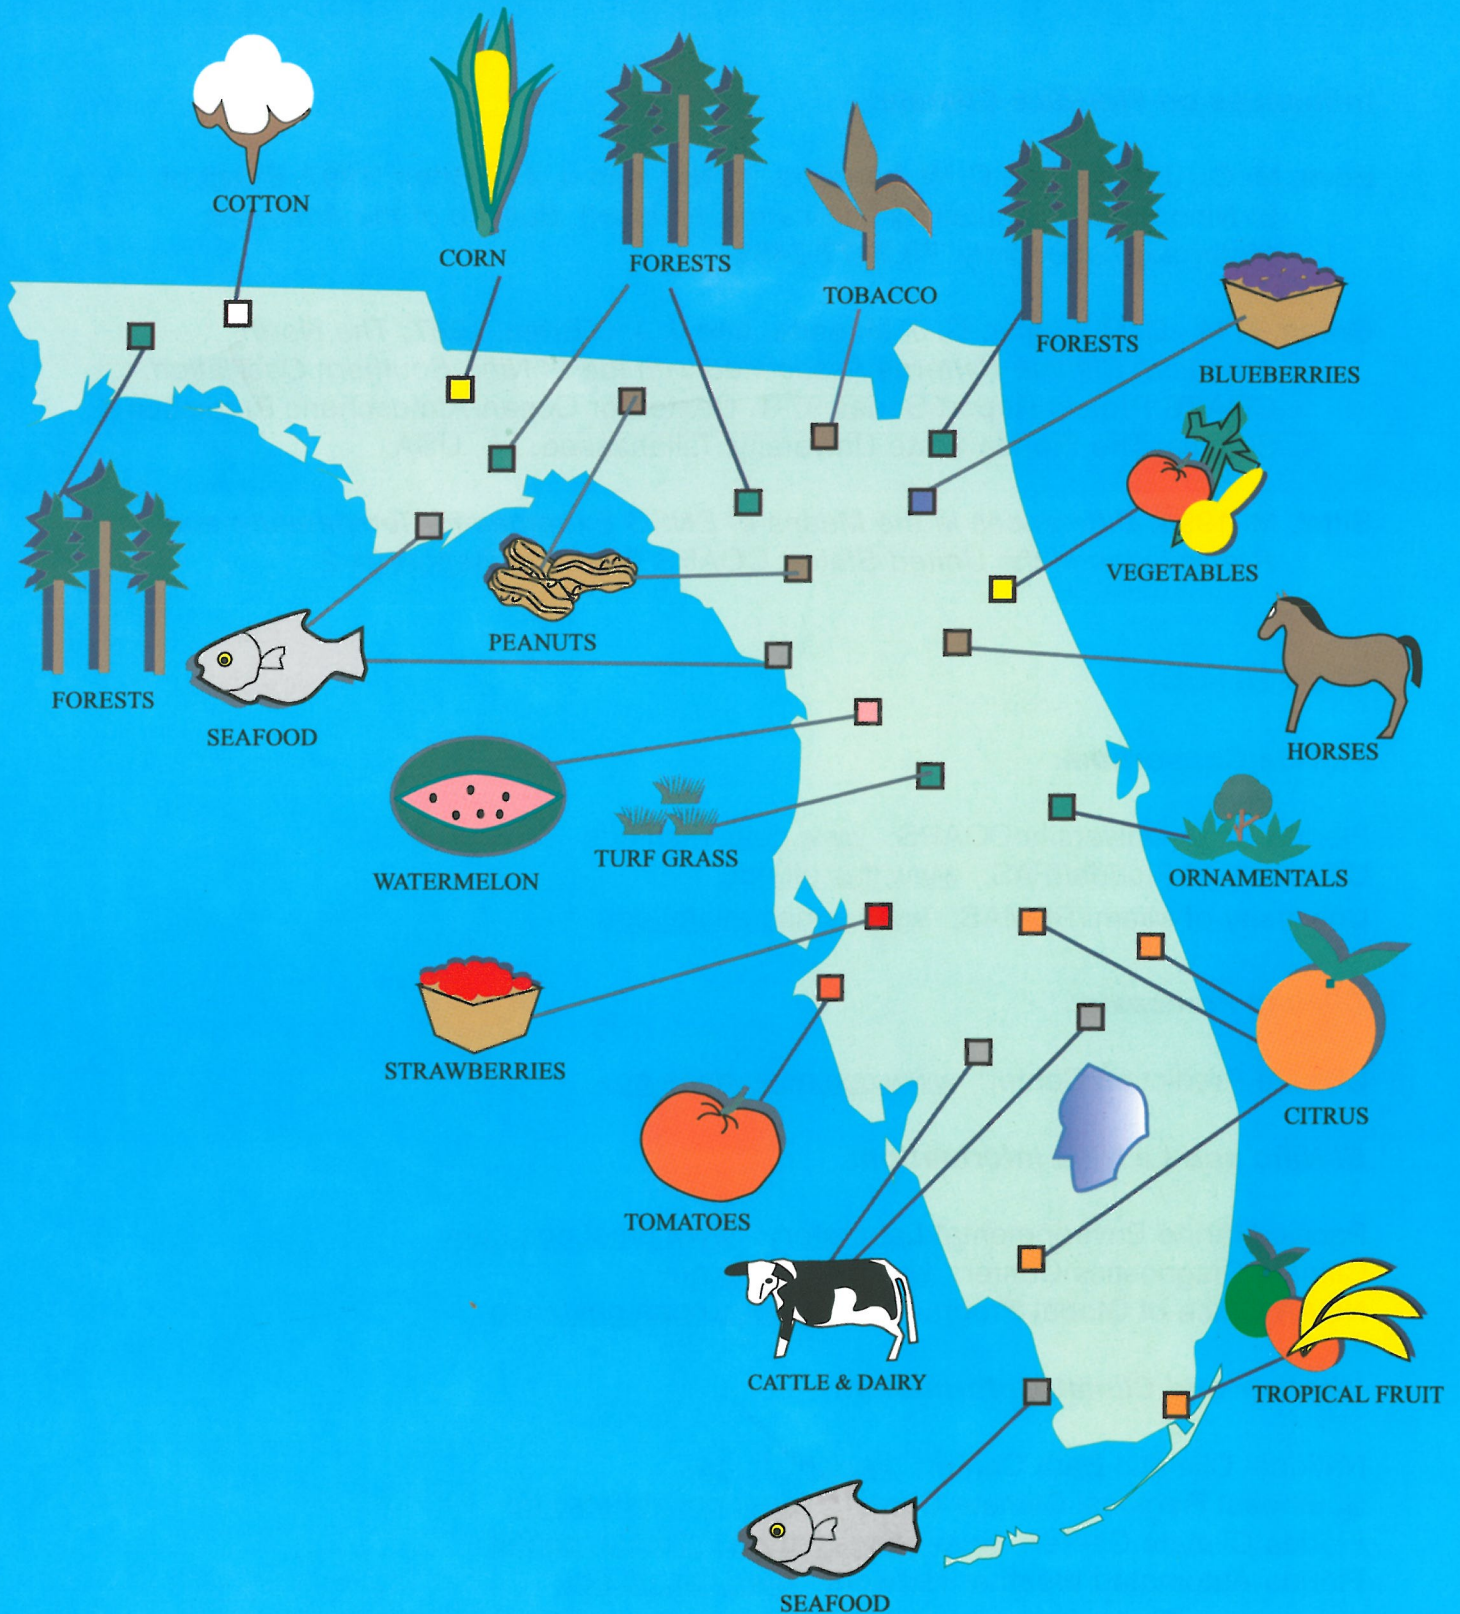 COTTON
CORN
FORESTS
TOBACCO
FORESTS
BLUEBERRIES
VEGETABLES
PEANUTS
FORESTS
SEAFOOD
HORSES
WATERMELON
TURF GRASS
ORNAMENTALS
STRAWBERRIES
CITRUS
TOMATOES
CATTLE & DAIRY
TROPICAL FRUIT
SEAFOOD